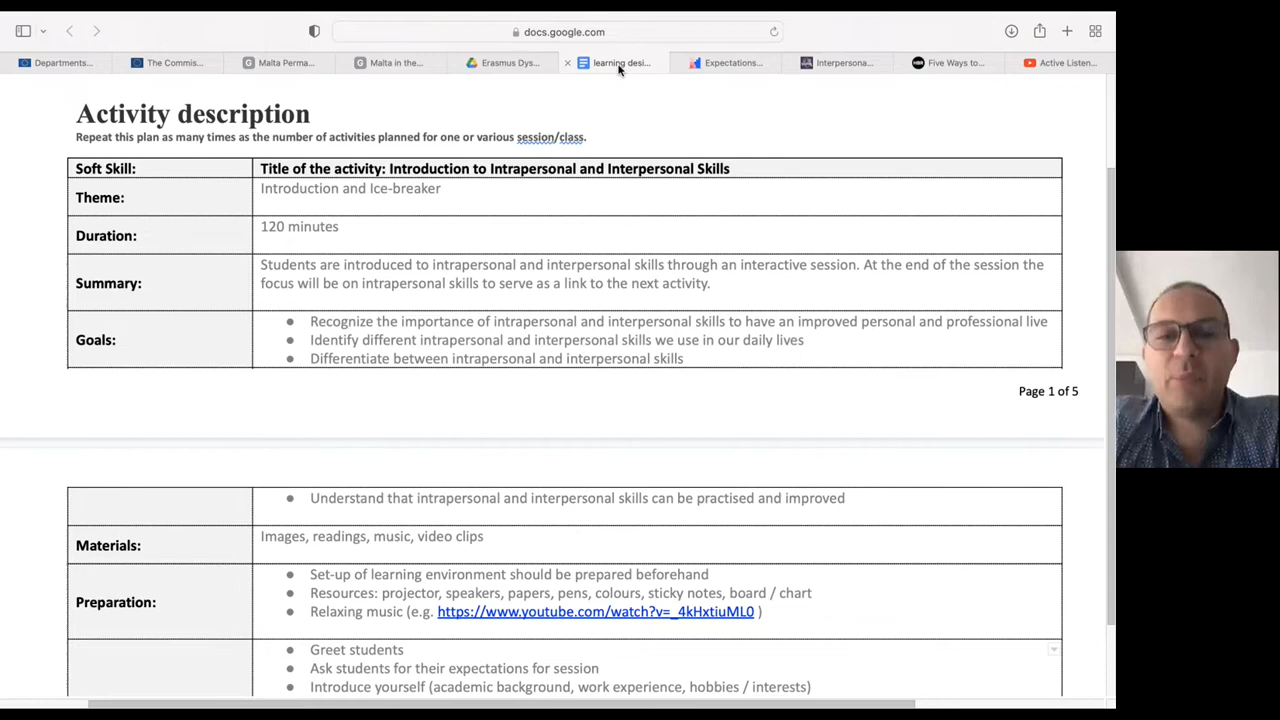 docs.google.com
Departments...
The Commis...
Malta Perma...
Malta in the...
Erasmus Dys...
learning desi...
Expectations...
Interpersona...
Five Ways to...
Active Listen...
Activity description
Repeat this plan as many times as the number of activities planned for one or various session/class.
Soft Skill: Title of the activity: Introduction to Intrapersonal and Interpersonal Skills
Theme: Introduction and Ice-breaker
Duration: 120 minutes
Summary: Students are introduced to intrapersonal and interpersonal skills through an interactive session. At the end of the session the
focus will be on intrapersonal skills to serve as a link to the next activity.
Goals: ● Recognize the importance of intrapersonal and interpersonal skills to have an improved personal and professional live
● Identify different intrapersonal and interpersonal skills we use in our daily lives
● Differentiate between intrapersonal and interpersonal skills
Page 1 of 5
● Understand that intrapersonal and interpersonal skills can be practised and improved
Materials: Images, readings, music, video clips
Preparation: ● Set-up of learning environment should be prepared beforehand
● Resources: projector, speakers, papers, pens, colours, sticky notes, board / chart
● Relaxing music (e.g. https://www.youtube.com/watch?v=_4kHxtiuML0 )
● Greet students
● Ask students for their expectations for session
● Introduce yourself (academic background, work experience, hobbies / interests)